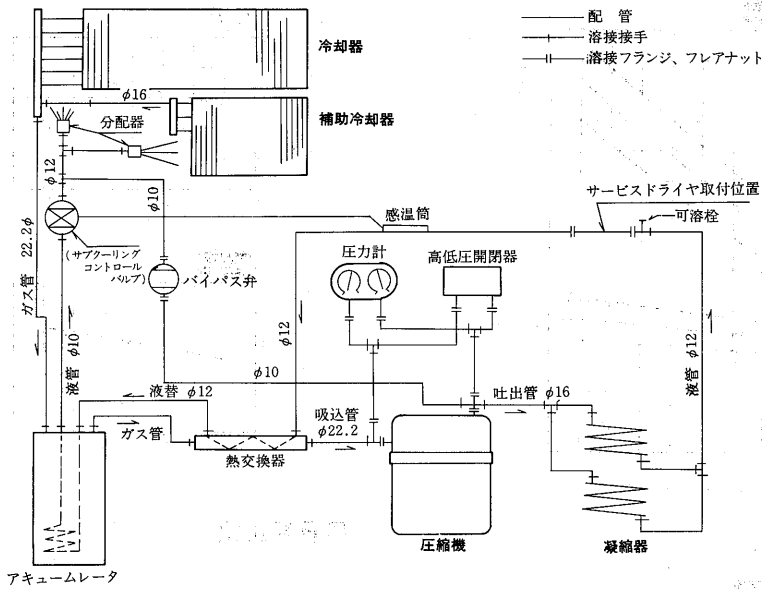 配 管
溶接接手
溶接フランジ、フレアナット
冷却器
φ16
補助冷却器
分配器
φ12
φ10
サービスドライヤ取付位置
感温筒
可溶栓
22.2φ
ガス管
(サブクーリング
コントロール
バルブ)
バイパス弁
圧力計
高低圧開閉器
液管 φ10
φ12
液管 φ12
φ10
液替 φ12
吸込管
φ22.2
吐出管 φ16
ガス管
熱交換器
圧縮機
凝縮器
アキュームレータ